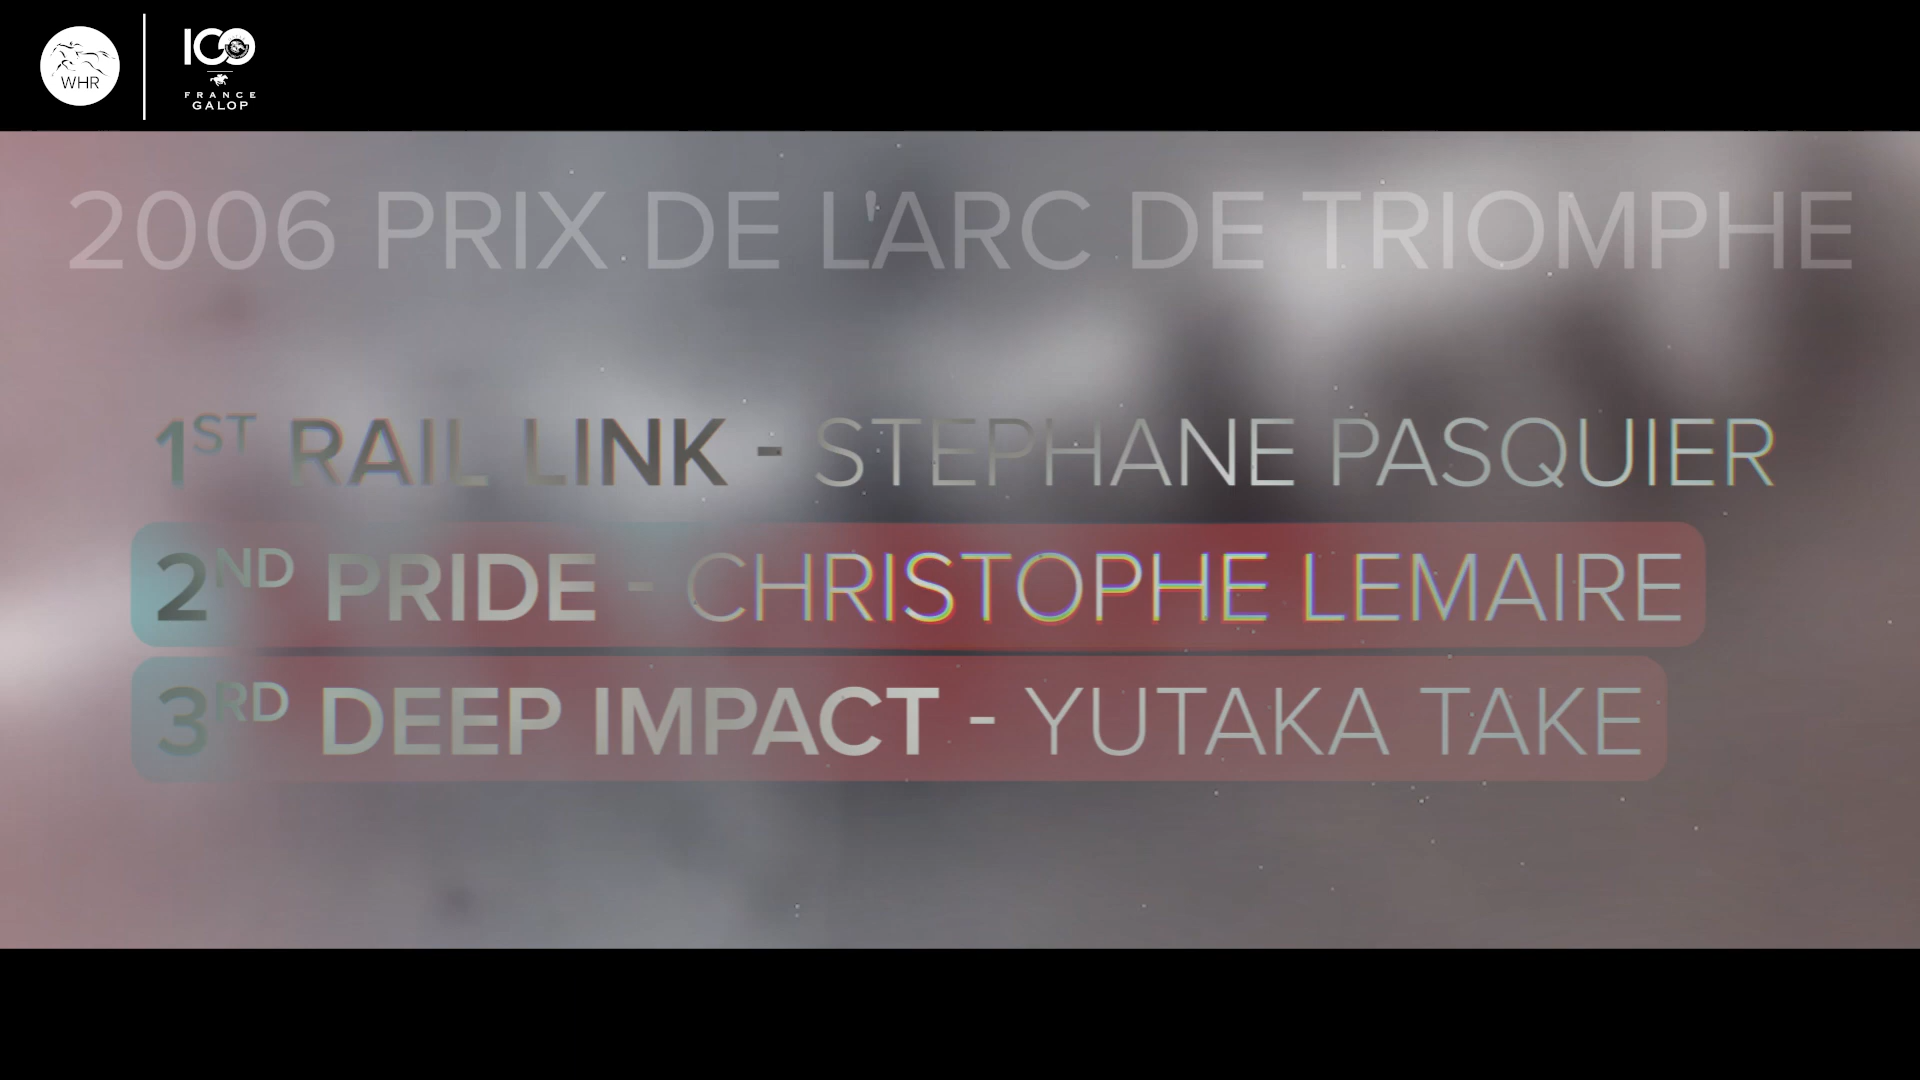 WHR
100
FRANCE
GALOP
2006 PRIX DE L'ARC DE TRIOMPHE
1ST RAIL LINK - STEPHANE PASQUIER
2ND PRIDE - CHRISTOPHE LEMAIRE
3RD DEEP IMPACT - YUTAKA TAKE